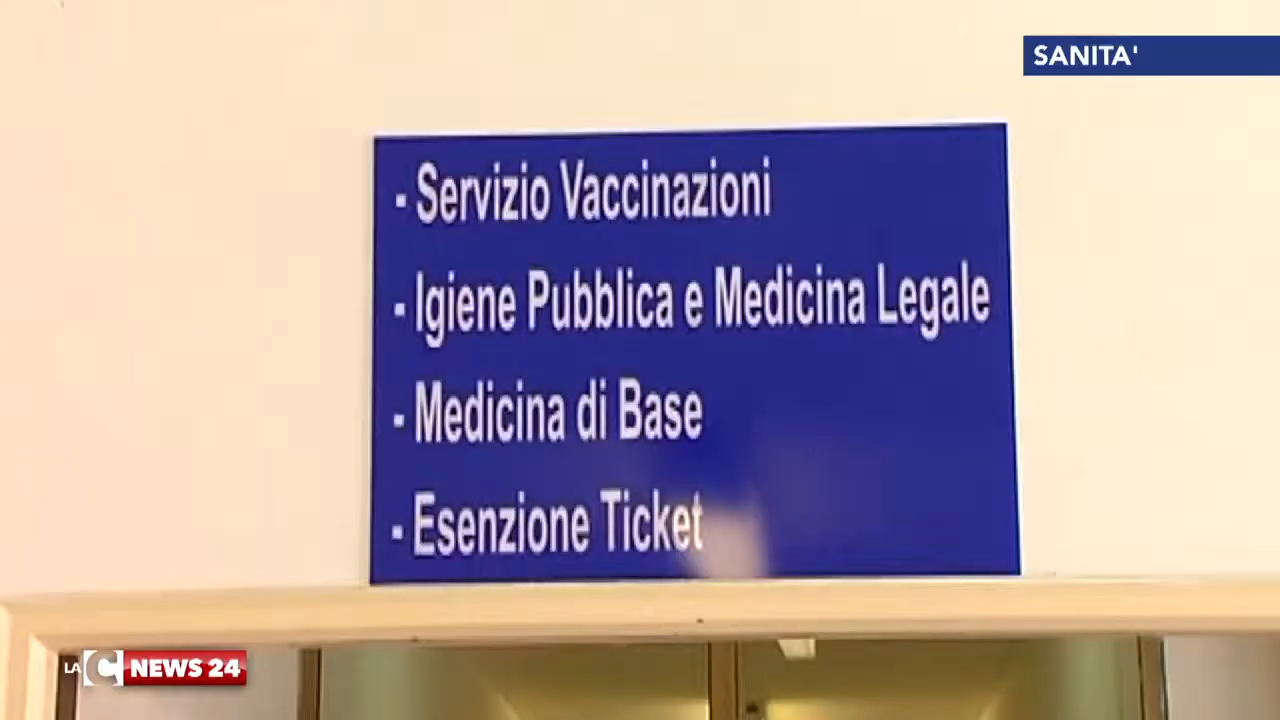 SANITA'
- Servizio Vaccinazioni
- Igiene Pubblica e Medicina Legale
- Medicina di Base
- Esenzione Ticket
LA C NEWS 24